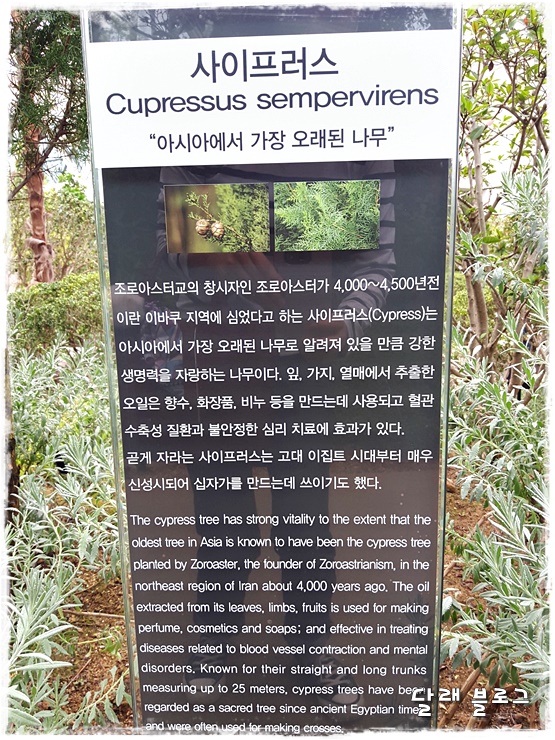 사이프러스
Cupressus sempervirens
“아시아에서 가장 오래된 나무”
조로아스터교의 창시자인 조로아스터가 4,000~4,500년전
이란 이바쿠 지역에 심었다고 하는 사이프러스(Cypress)는
아시아에서 가장 오래된 나무로 알려져 있을 만큼 강한
생명력을 자랑하는 나무이다. 잎, 가지, 열매에서 추출한
오일은 향수, 화장품, 비누 등을 만드는데 사용되고 혈관
수축성 질환과 불안정한 심리 치료에 효과가 있다.
곧게 자라는 사이프러스는 고대 이집트 시대부터 매우
신성시되어 십자가를 만드는데 쓰이기도 했다.
The cypress tree has strong vitality to the extent that the
oldest tree in Asia is known to have been the cypress tree
planted by Zoroaster, the founder of Zoroastrianism, in the
northeast region of Iran about 4,000 years ago. The oil
extracted from its leaves, limbs, fruits is used for making
perfume, cosmetics and soaps; and effective in treating
diseases related to blood vessel contraction and mental
disorders. Known for their straight and long trunks
measuring up to 25 meters, cypress trees have been
regarded as a sacred tree since ancient Egyptian time
and were often used for making crosses.
달래 블로그